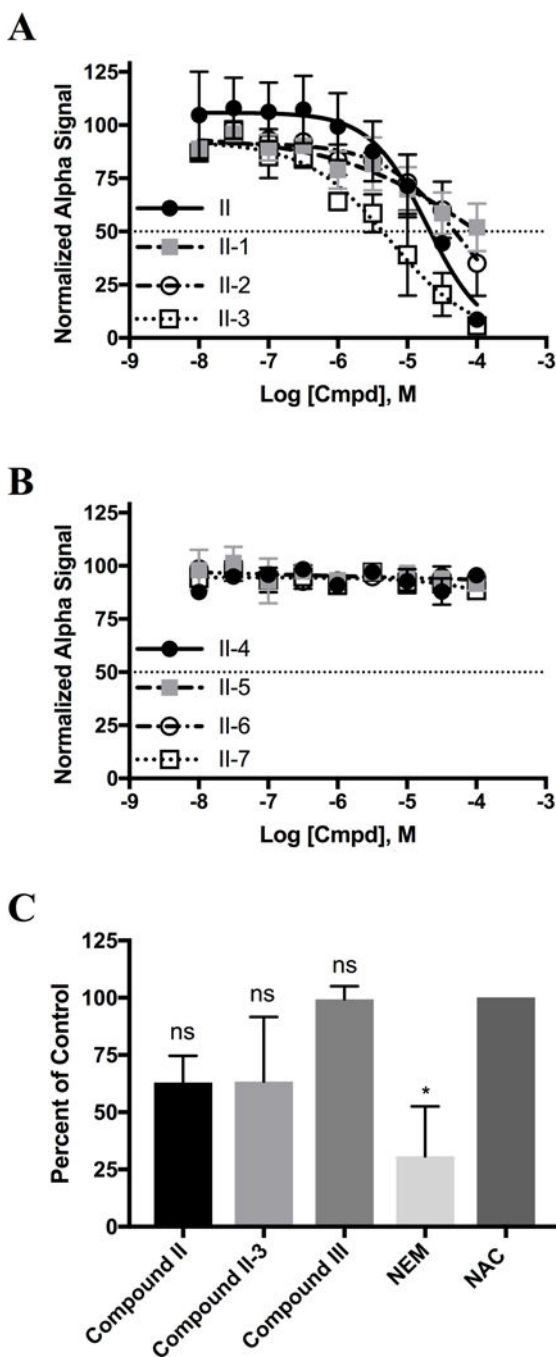 A
Normalized Alpha Signal
125
100
75
50
25
0
II
II-1
II-2
II-3
-9 -8 -7 -6 -5 -4 -3
Log [Cmpd], M
B
Normalized Alpha Signal
125
100
75
50
25
0
II-4
II-5
II-6
II-7
-9 -8 -7 -6 -5 -4 -3
Log [Cmpd], M
C
Percent of Control
125
100
75
50
25
0
ns ns ns *
Compound II
Compound II-3
Compound III
NEM
NAC